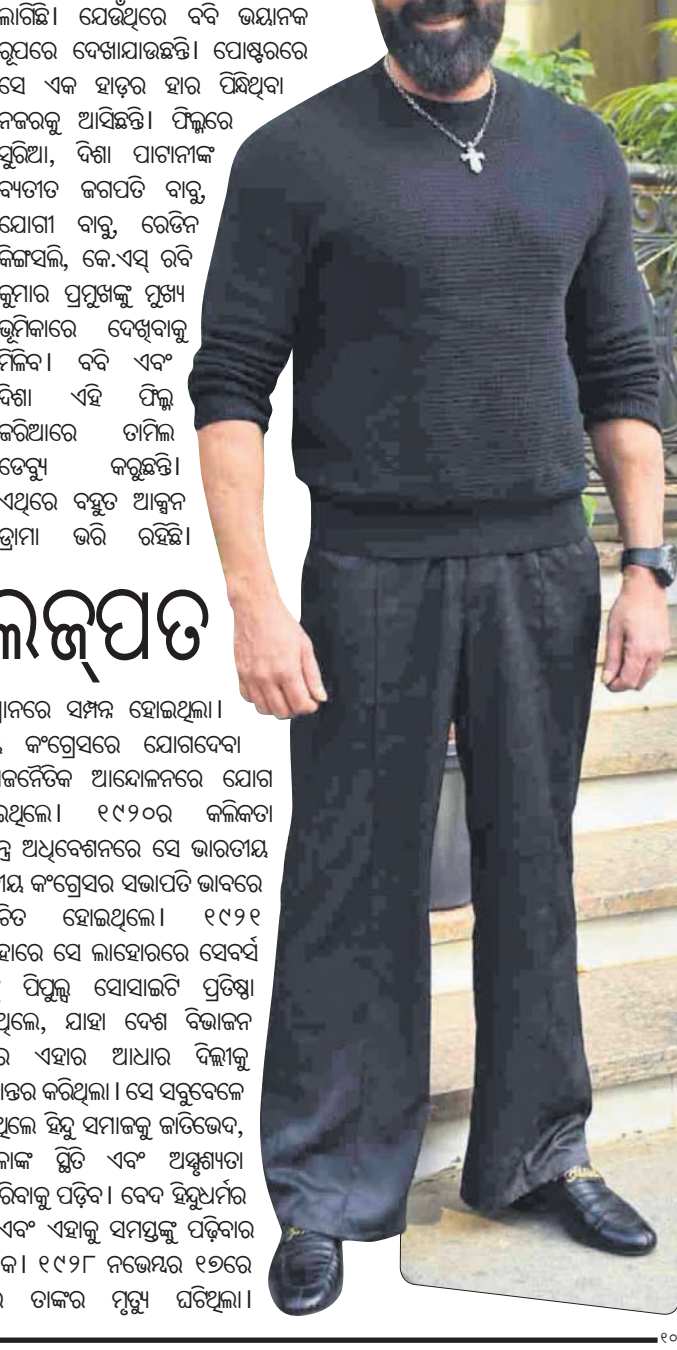 ଲାଗିଛି। ଯେଉଁଥିରେ ବବି ଭୟାନକ
ରୂପରେ ଦେଖାଯାଉଛନ୍ତି। ପୋଷ୍ଟରରେ
ସେ ଏକ ହାଡ଼ର ହାର ପିନ୍ଧିଥିବା
ନଜରକୁ ଆସିଛନ୍ତି। ଫିଲ୍ମରେ
ସୁରିଆ, ଦିଶା ପାଟାନୀଙ୍କ
ବ୍ୟତୀତ ଜଗପତି ବାବୁ,
ଯୋଗୀ ବାବୁ, ରେଡିନ
କିଙ୍ଗସଲି, କେ.ଏସ୍ ରବି
କୁମାର ପ୍ରମୁଖଙ୍କୁ ମୁଖ୍ୟ
ଭୂମିକାରେ ଦେଖିବାକୁ
ମିଳିବ। ବବି ଏବଂ
ଦିଶା ଏହି ଫିଲ୍ମ
ଜରିଆରେ ତାମିଲ
ଡେବ୍ୟୁ କରୁଛନ୍ତି।
ଏଥିରେ ବହୁତ ଆକ୍ସନ
ଡ୍ରାମା ଭରି ରହିଛି।
ଲଜ୍‌ପତ
ସମ୍ପନ୍ନ ହୋଇଥିଲା।
କଂଗ୍ରେସରେ ଯୋଗଦେବା
ଆନ୍ଦୋଳନରେ ଯୋଗ
୧୯୨୦ର କଲିକତା
ଅଧିବେଶନରେ ସେ ଭାରତୀୟ
କଂଗ୍ରେସର ସଭାପତି ଭାବରେ
ହୋଇଥିଲେ। ୧୯୨୧
ସେ ଲାହୋରରେ ସେବର୍ସ
ପିପୁଲ୍ସ ସୋସାଇଟି ପ୍ରତିଷ୍ଠା
ଯାହା ଦେଶ ବିଭାଜନ
ଏହାର ଆଧାର ଦିଲ୍ଲୀକୁ
କରିଥିଲା। ସେ ସବୁବେଳେ
ହିନ୍ଦୁ ସମାଜକୁ ଜାତିଭେଦ,
ସ୍ଥିତି ଏବଂ ଅସ୍ପୃଶ୍ୟତା
ପଡ଼ିବ। ବେଦ ହିନ୍ଦୁଧର୍ମର
ଏବଂ ଏହାକୁ ସମସ୍ତଙ୍କୁ ପଢ଼ିବାର
୧୯୨୮ ନଭେମ୍ବର ୧୭ରେ
ତାଙ୍କର ମୃତ୍ୟୁ ଘଟିଥିଲା।
୧୦